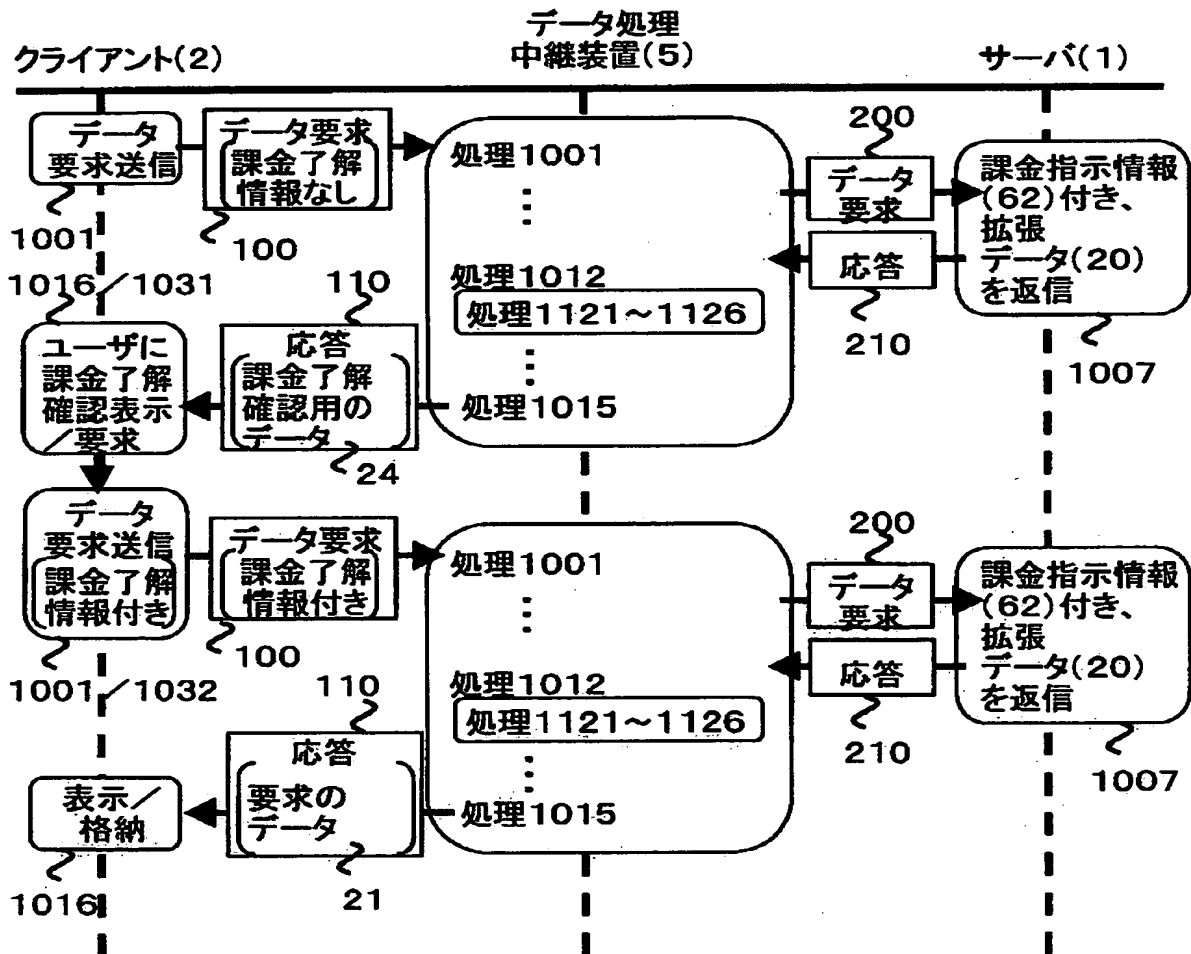 クライアント(2)
データ処理
中継装置(5)
サーバ(1)
データ
要求送信
1001
データ要求
課金了解
情報なし
100
処理1001
⋮
処理1012
処理1121～1126
⋮
処理1015
200
データ
要求
応答
210
課金指示情報
(62)付き、
拡張
データ(20)
を返信
1007
1016
1031
ユーザに
課金了解
確認表示
／要求
110
応答
課金了解
確認用の
データ
24
データ
要求送信
課金了解
情報付き
1001
1032
データ要求
課金了解
情報付き
100
処理1001
⋮
処理1012
処理1121～1126
⋮
処理1015
200
データ
要求
応答
210
課金指示情報
(62)付き、
拡張
データ(20)
を返信
1007
110
応答
要求の
データ
21
表示／
格納
1016